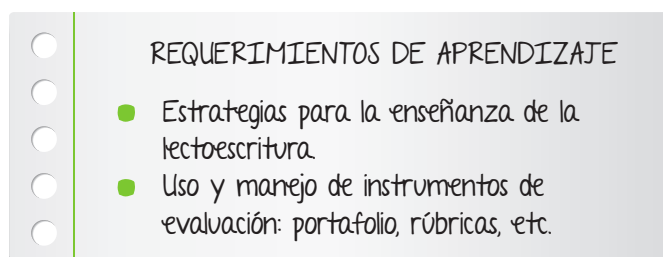 REQUERIMIENTOS DE APRENDIZAJE
Estrategias para la enseñanza de la
lectoescritura.
Uso y manejo de instrumentos de
evaluación: portafolio, rúbricas, etc.